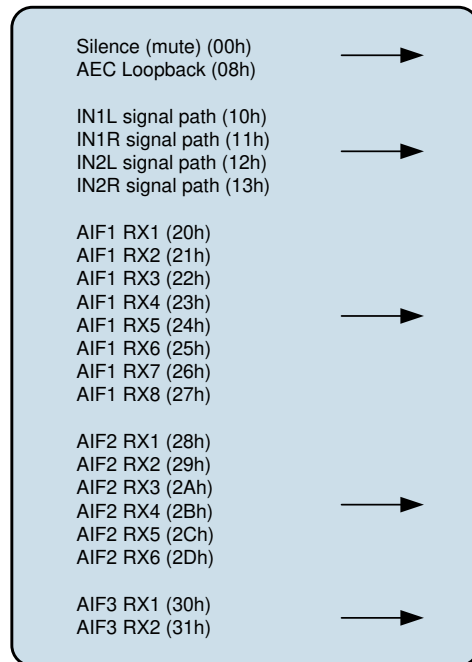 Silence (mute) (00h)
AEC Loopback (08h)
IN1L signal path (10h)
IN1R signal path (11h)
IN2L signal path (12h)
IN2R signal path (13h)
AIF1 RX1 (20h)
AIF1 RX2 (21h)
AIF1 RX3 (22h)
AIF1 RX4 (23h)
AIF1 RX5 (24h)
AIF1 RX6 (25h)
AIF1 RX7 (26h)
AIF1 RX8 (27h)
AIF2 RX1 (28h)
AIF2 RX2 (29h)
AIF2 RX3 (2Ah)
AIF2 RX4 (2Bh)
AIF2 RX5 (2Ch)
AIF2 RX6 (2Dh)
AIF3 RX1 (30h)
AIF3 RX2 (31h)